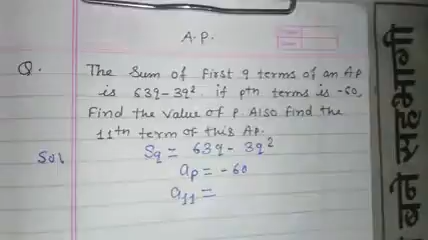 A.P.
Q. The Sum of First q terms of an AP
is 63q-3q². if pth terms is -60,
Find the value of P. Also find the
11th term of this AP.
Sol Sq = 63q - 3q²
ap = -60
a11 =
बने सहभागी